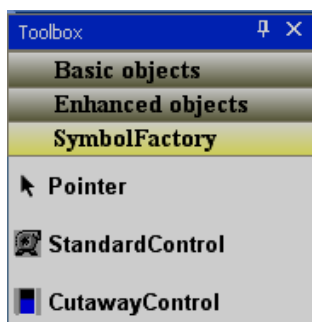 Toolbox
Basic objects
Enhanced objects
SymbolFactory
Pointer
StandardControl
CutawayControl